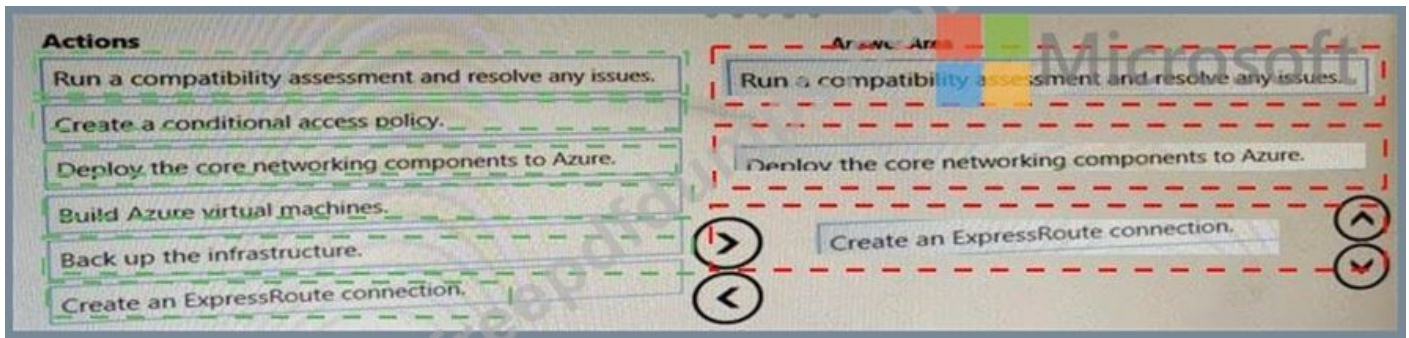 Actions
Answer Area
Run a compatibility assessment and resolve any issues.
Create a conditional access policy.
Deploy the core networking components to Azure.
Build Azure virtual machines.
Back up the infrastructure.
Create an ExpressRoute connection.
Microsoft
Run a compatibility assessment and resolve any issues.
Deploy the core networking components to Azure.
Create an ExpressRoute connection.